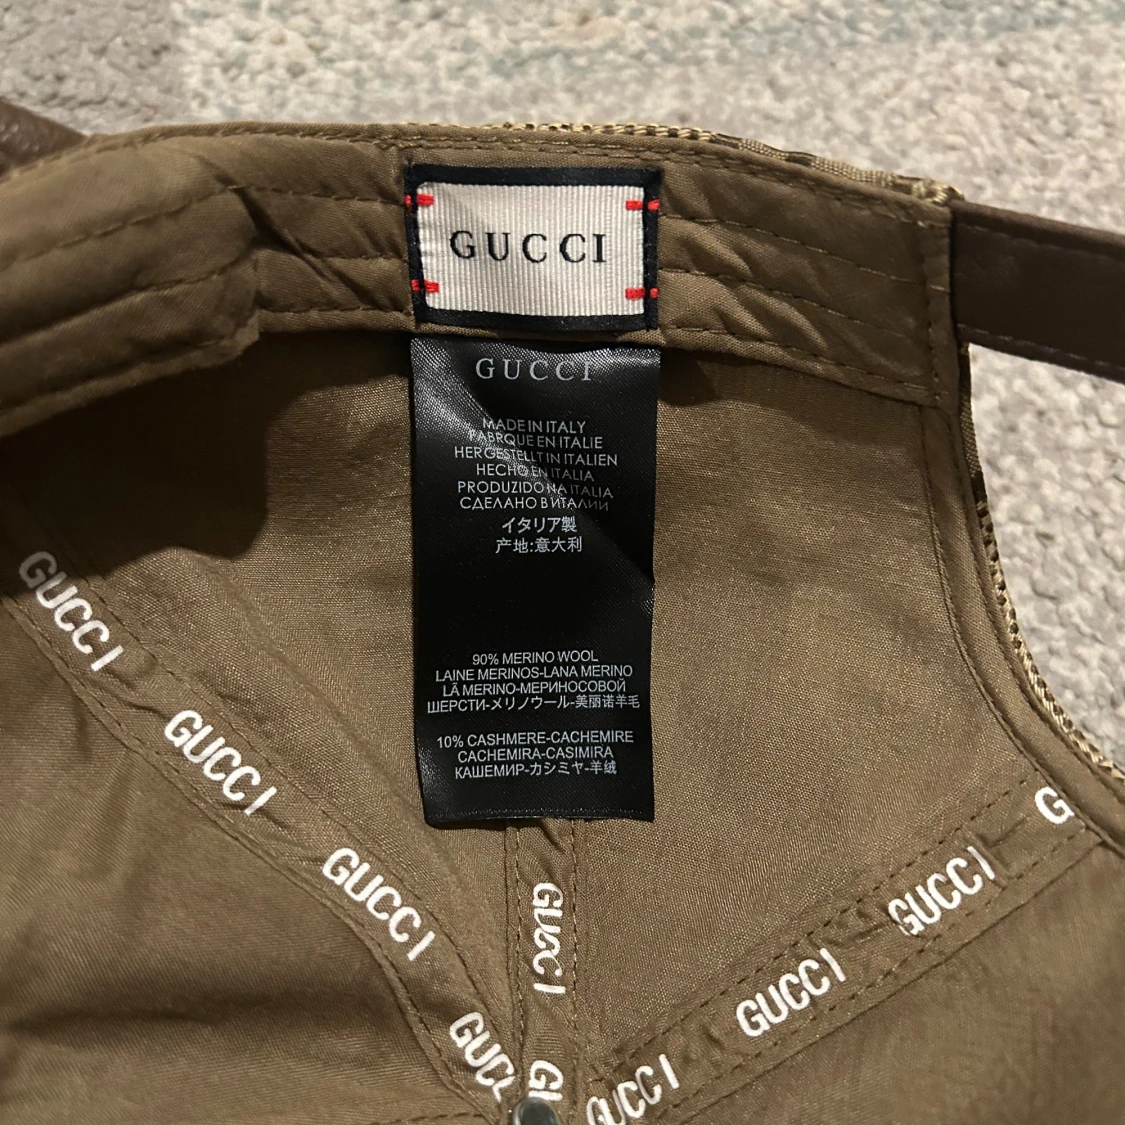 GUCCI
GUCCI
MADE IN ITALY
FABRIQUE EN ITALIE
HERGESTELLT IN ITALIEN
HECHO EN ITALIA
PRODUZIDO NA ITALIA
СДЕЛАНО В ИТАЛИИ
イタリア製
产地:意大利
90% MERINO WOOL
LAINE MERINOS-LANA MERINO
LÃ MERINO-МЕРИНОСОВОЙ
ШЕРСТИ-メリノウール-美丽诺羊毛
10% CASHMERE-CACHEMIRE
CACHEMIRA-CASIMIRA
КАШЕМИР-カシミヤ-羊绒
GUCCI
GUCCI
GUCCI
GUCCI
GUCCI
GUCCI
GUCCI
GUCCI
G
GU